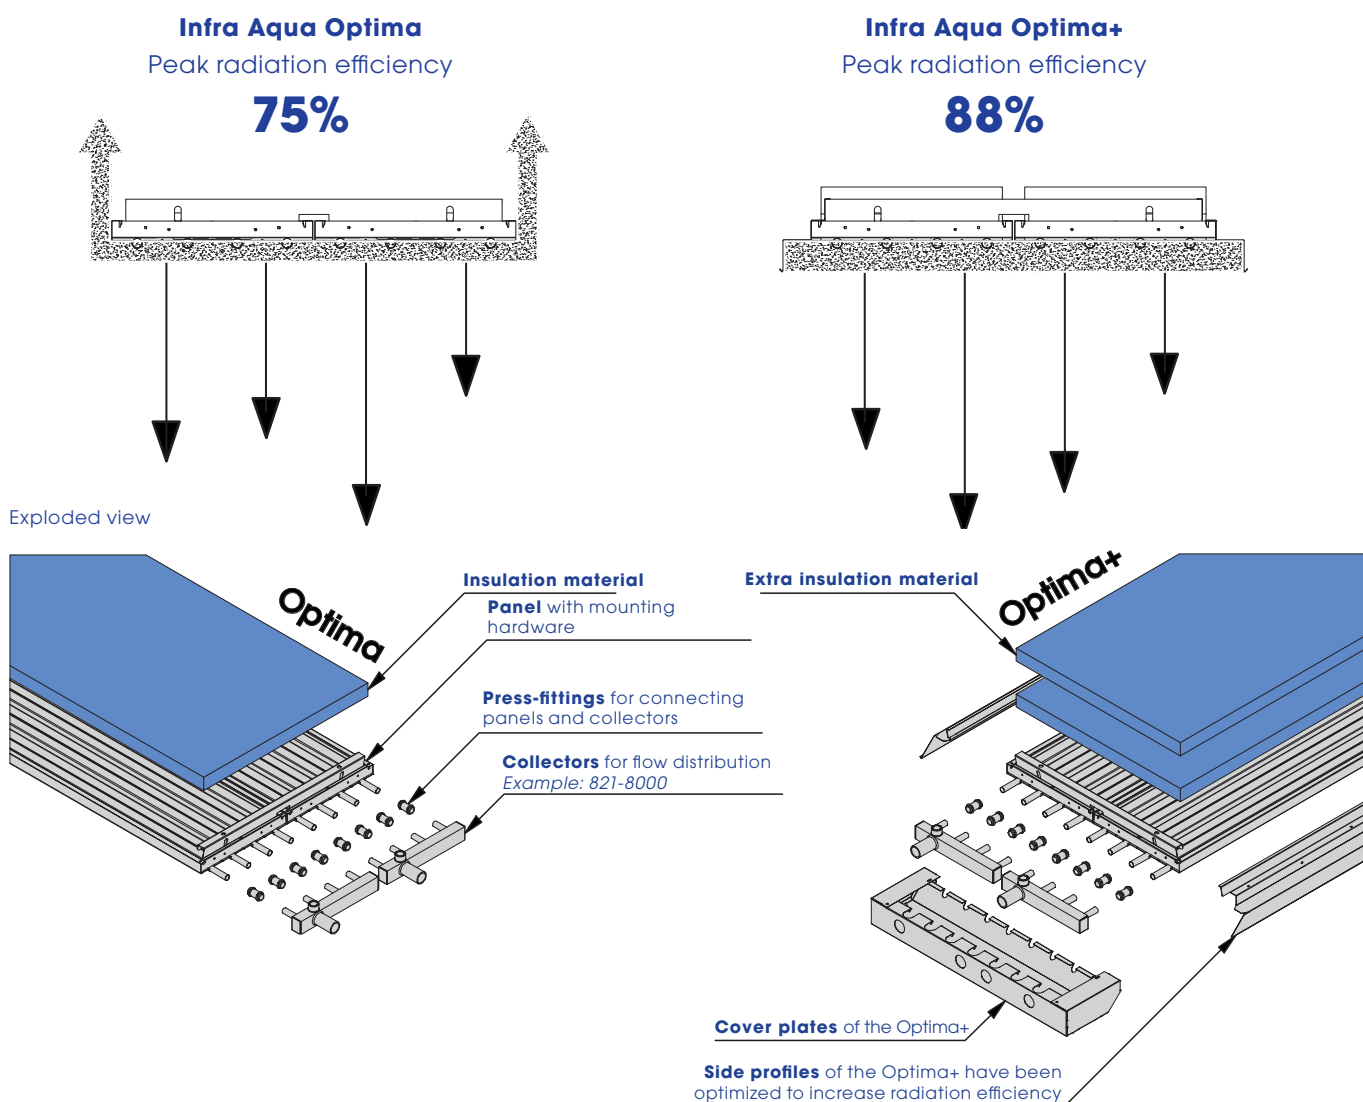 Infra Aqua Optima
Peak radiation efficiency
75%
Infra Aqua Optima+
Peak radiation efficiency
88%
Exploded view
Optima
Insulation material
Panel with mounting
hardware
Press-fittings for connecting
panels and collectors
Collectors for flow distribution
Example: 821-8000
Extra insulation material
Optima+
Cover plates of the Optima+
Side profiles of the Optima+ have been
optimized to increase radiation efficiency